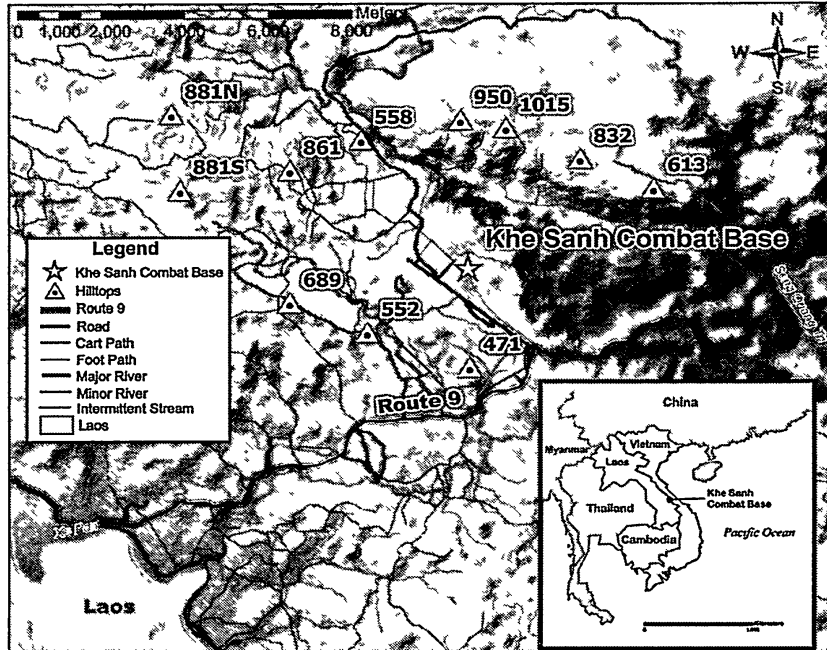 Meters
0 1,000 2,000 4,000 6,000 8,000
N
W E
S
881N
950
1015
558
832
861
613
881S
Khe Sanh Combat Base
Legend
Khe Sanh Combat Base
Hilltops
Route 9
Road
Cart Path
Foot Path
Major River
Minor River
Intermittent Stream
Laos
689
552
471
Route 9
Laos
China
Myanmar
Vietnam
Laos
Thailand
Khe Sanh
Combat Base
Cambodia
Pacific Ocean